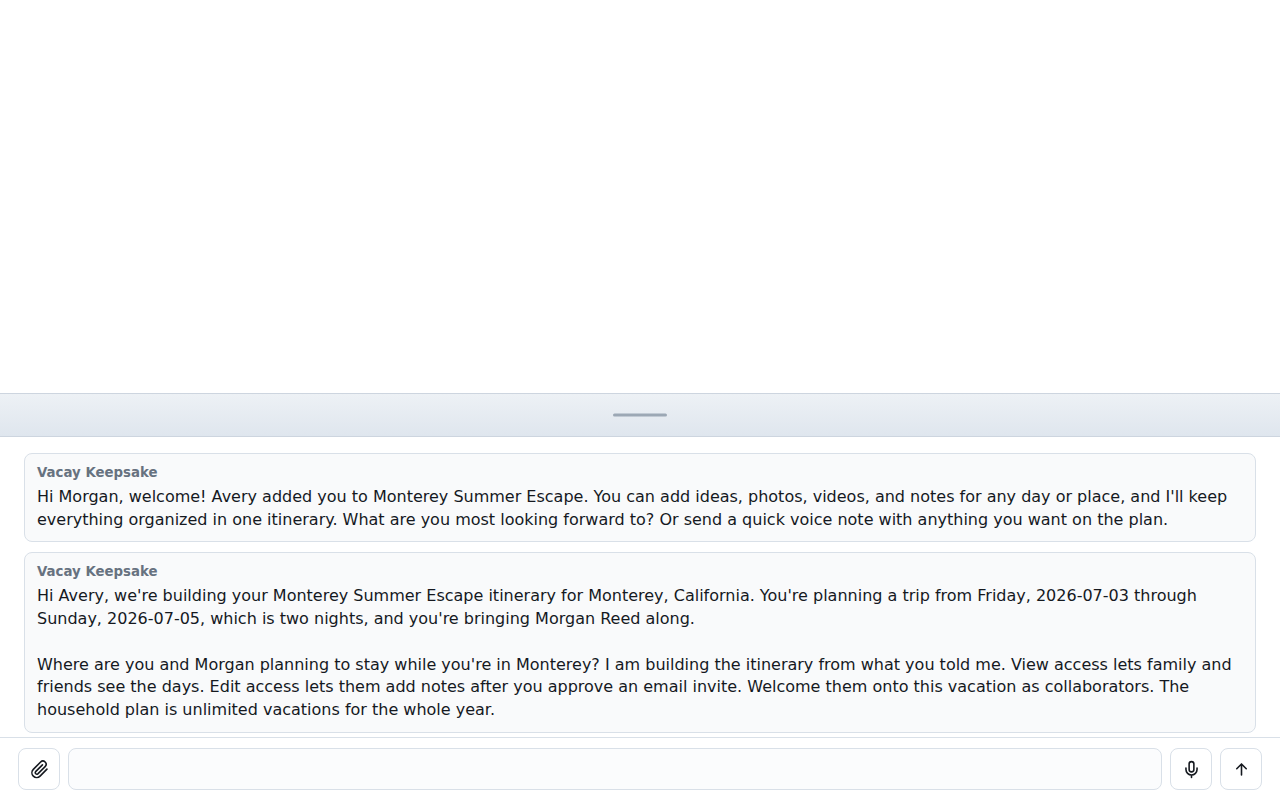 Vacay Keepsake
Hi Morgan, welcome! Avery added you to Monterey Summer Escape. You can add ideas, photos, videos, and notes for any day or place, and I'll keep
everything organized in one itinerary. What are you most looking forward to? Or send a quick voice note with anything you want on the plan.
Vacay Keepsake
Hi Avery, we're building your Monterey Summer Escape itinerary for Monterey, California. You're planning a trip from Friday, 2026-07-03 through
Sunday, 2026-07-05, which is two nights, and you're bringing Morgan Reed along.
Where are you and Morgan planning to stay while you're in Monterey? I am building the itinerary from what you told me. View access lets family and
friends see the days. Edit access lets them add notes after you approve an email invite. Welcome them onto this vacation as collaborators. The
household plan is unlimited vacations for the whole year.